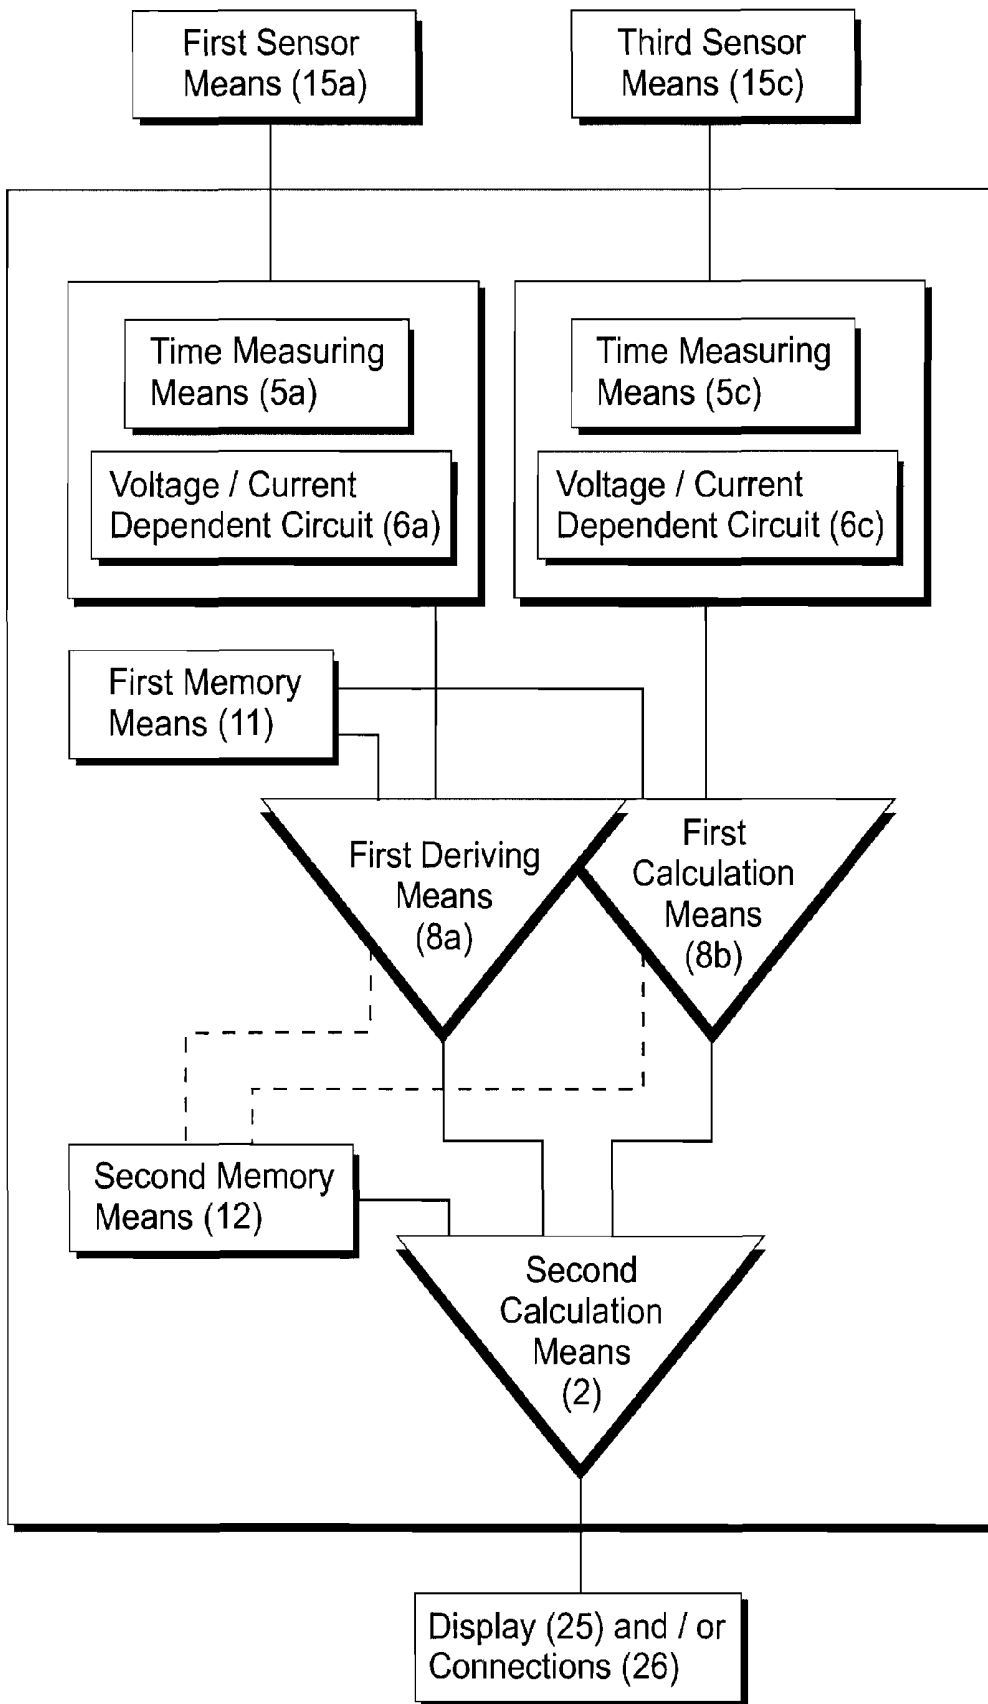 First Sensor
Means (15a)
Third Sensor
Means (15c)
Time Measuring
Means (5a)
Time Measuring
Means (5c)
Voltage / Current
Dependent Circuit (6a)
Voltage / Current
Dependent Circuit (6c)
First Memory
Means (11)
First Deriving
Means
(8a)
First
Calculation
Means
(8b)
Second Memory
Means (12)
Second
Calculation
Means
(2)
Display (25) and / or
Connections (26)